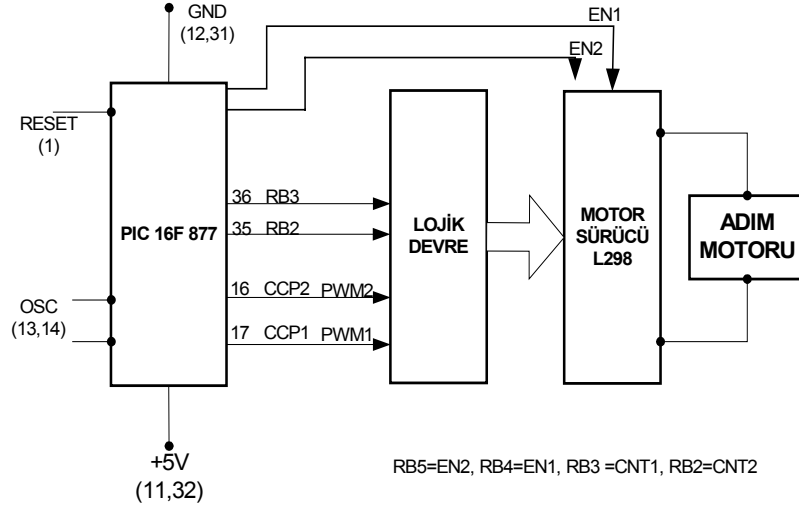 GND
(12,31)
EN1
EN2
RESET
(1)
PIC 16F 877
36 RB3
35 RB2
16 CCP2 PWM2
17 CCP1 PWM1
OSC
(13,14)
LOJİK
DEVRE
MOTOR
SÜRÜCÜ
L298
ADIM
MOTORU
+5V
(11,32)
RB5=EN2, RB4=EN1, RB3 =CNT1, RB2=CNT2